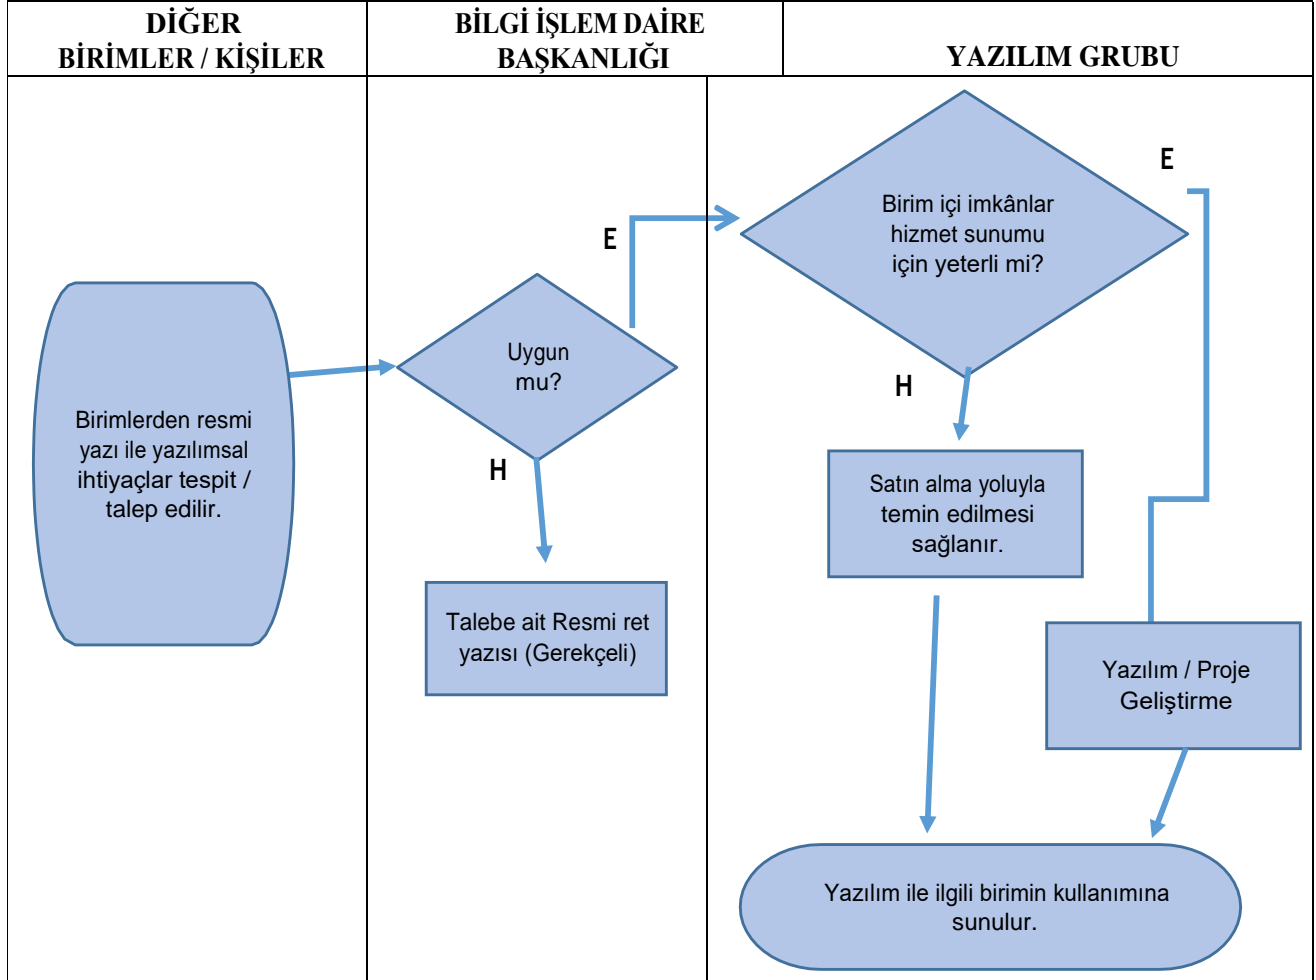 DİĞER
BİRİMLER / KİŞİLER
BİLGİ İŞLEM DAİRE
BAŞKANLIĞI
YAZILIM GRUBU
Birimlerden resmi
yazı ile yazılımsal
ihtiyaçlar tespit /
talep edilir.
Uygun
mu?
E
H
Talebe ait Resmi ret
yazısı (Gerekçeli)
Birim içi imkânlar
hizmet sunumu
için yeterli mi?
E
H
Satın alma yoluyla
temin edilmesi
sağlanır.
Yazılım / Proje
Geliştirme
Yazılım ile ilgili birimin kullanımına
sunulur.